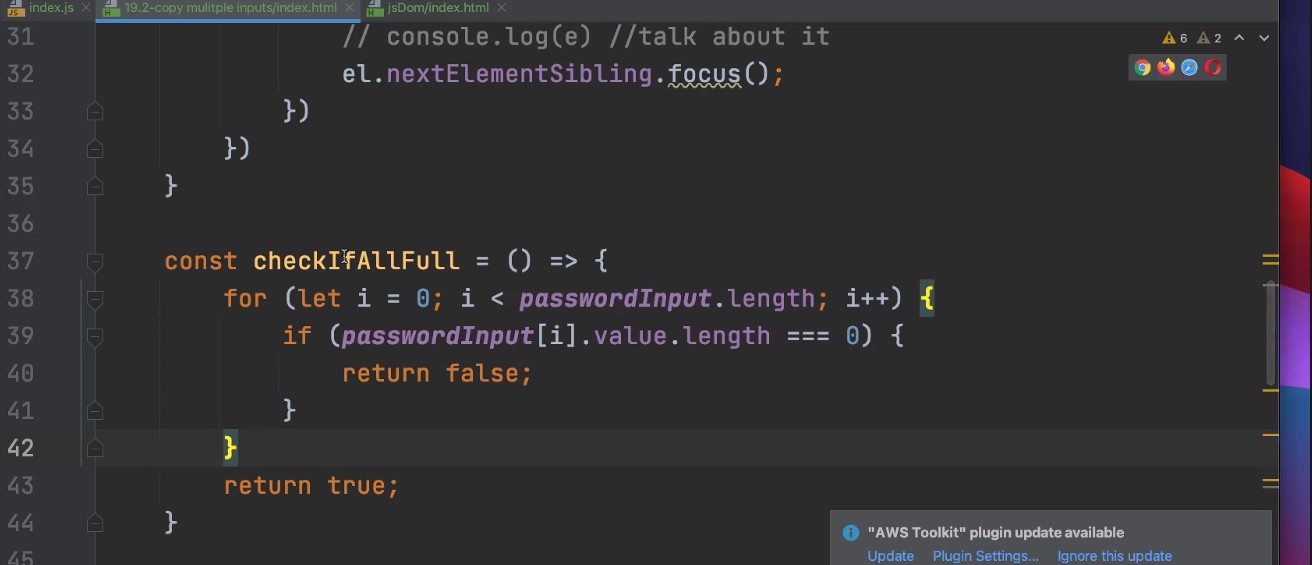 index.js
19.2-copy mulitple inputs/index.html
jsDom/index.html
6 2
31 // console.log(e) //talk about it
32 el.nextElementSibling.focus();
33 })
34 })
35 }
36
37 const checkIfAllFull = () => {
38 for (let i = 0; i < passwordInput.length; i++) {
39 if (passwordInput[i].value.length === 0) {
40 return false;
41 }
42 }
43 return true;
44 }
45
"AWS Toolkit" plugin update available
Update Plugin Settings... Ignore this update